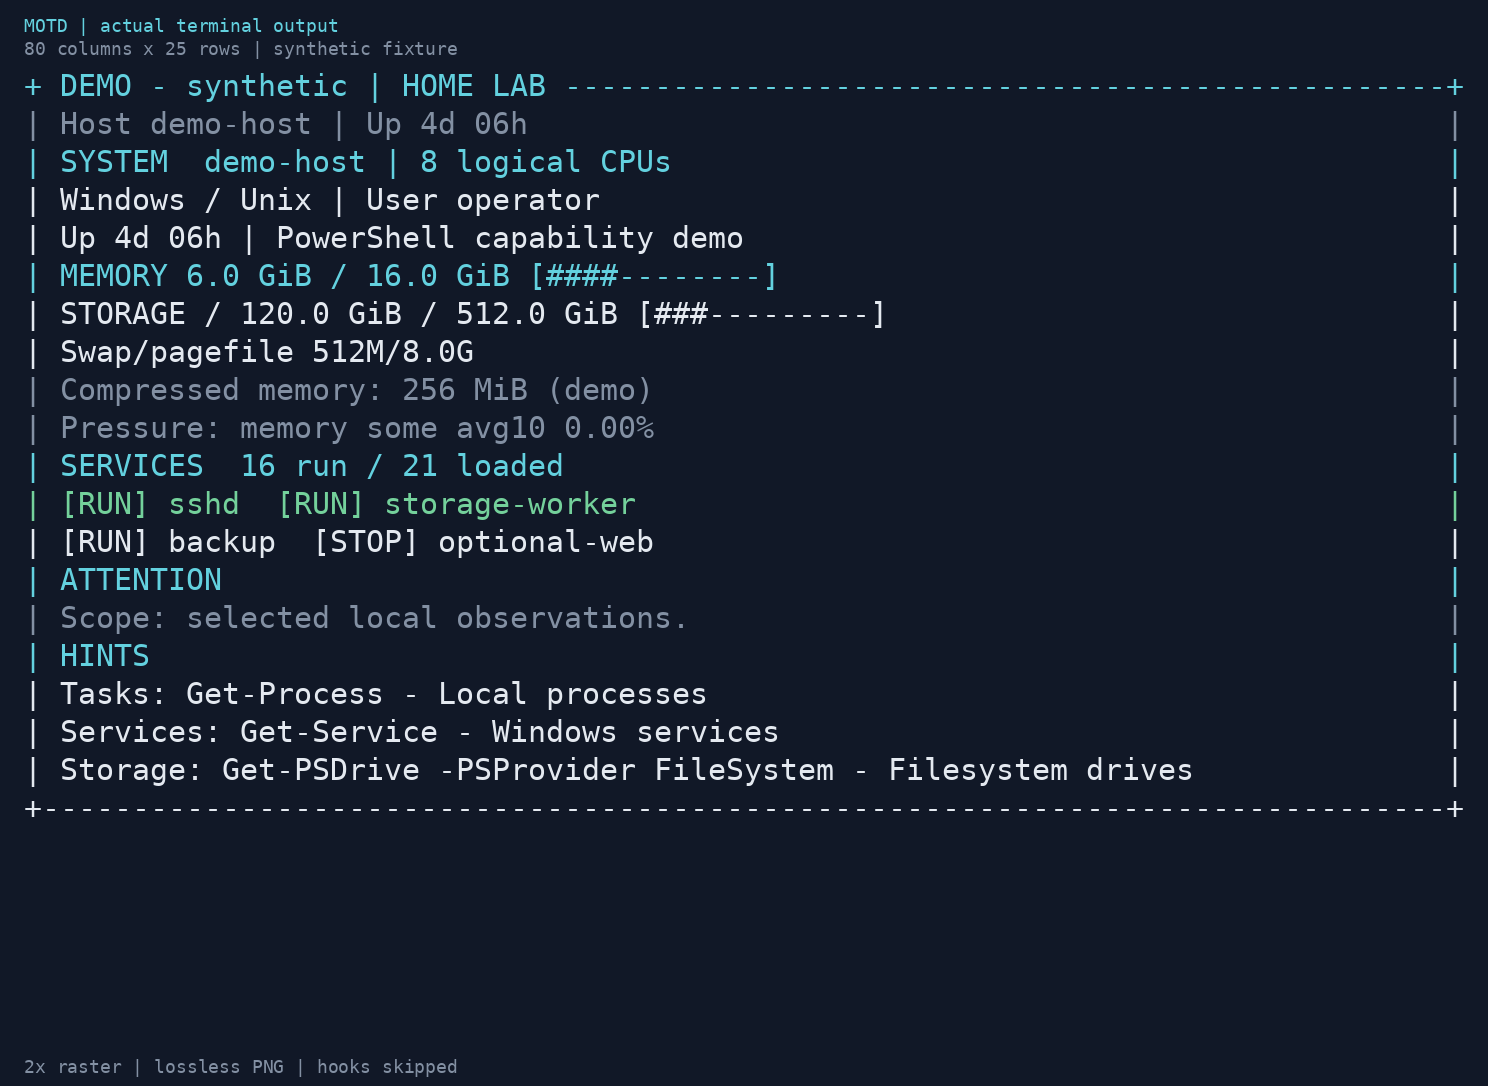 MOTD | actual terminal output
80 columns x 25 rows | synthetic fixture
+ DEMO - synthetic | HOME LAB -------------------------------------------------+
| Host demo-host | Up 4d 06h |
| SYSTEM  demo-host | 8 logical CPUs |
| Windows / Unix | User operator |
| Up 4d 06h | PowerShell capability demo |
| MEMORY 6.0 GiB / 16.0 GiB [####--------] |
| STORAGE / 120.0 GiB / 512.0 GiB [###---------] |
| Swap/pagefile 512M/8.0G |
| Compressed memory: 256 MiB (demo) |
| Pressure: memory some avg10 0.00% |
| SERVICES  16 run / 21 loaded |
| [RUN] sshd  [RUN] storage-worker |
| [RUN] backup  [STOP] optional-web |
| ATTENTION |
| Scope: selected local observations. |
| HINTS |
| Tasks: Get-Process - Local processes |
| Services: Get-Service - Windows services |
| Storage: Get-PSDrive -PSProvider FileSystem - Filesystem drives |
+------------------------------------------------------------------------------+
2x raster | lossless PNG | hooks skipped